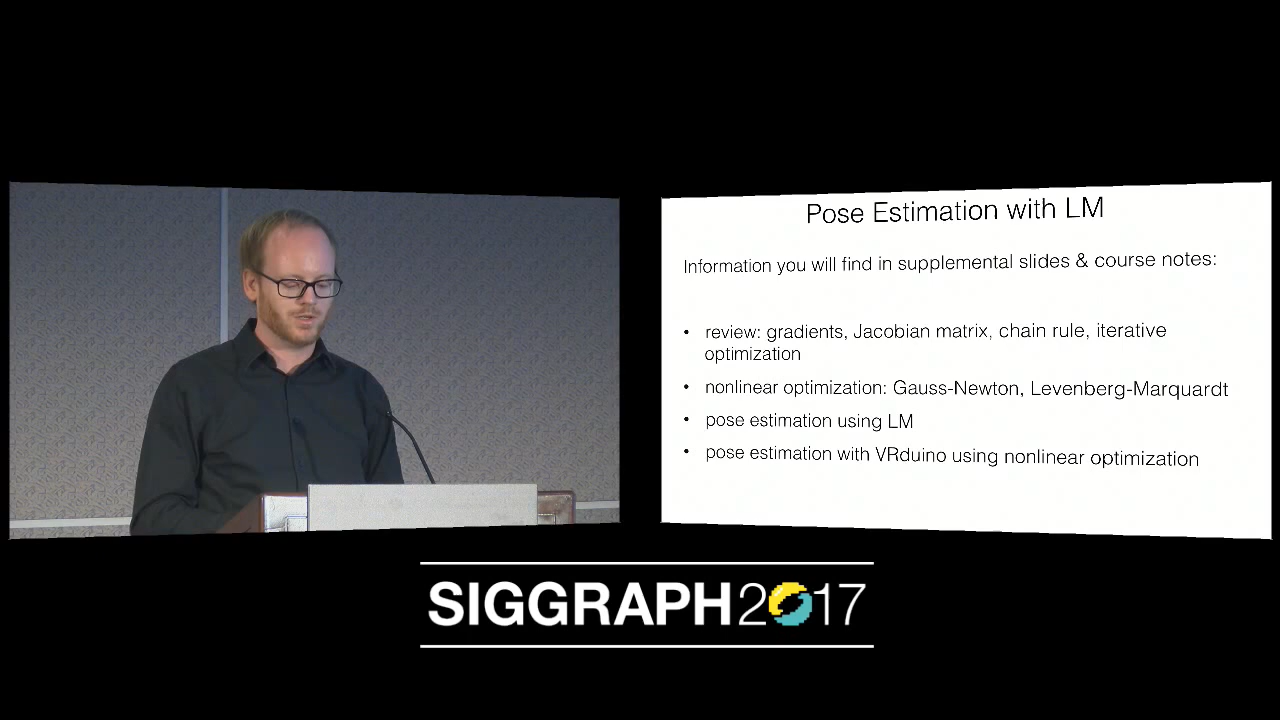 Pose Estimation with LM
Information you will find in supplemental slides & course notes:
• review: gradients, Jacobian matrix, chain rule, iterative
optimization
• nonlinear optimization: Gauss-Newton, Levenberg-Marquardt
• pose estimation using LM
• pose estimation with VRduino using nonlinear optimization
SIGGRAPH2017